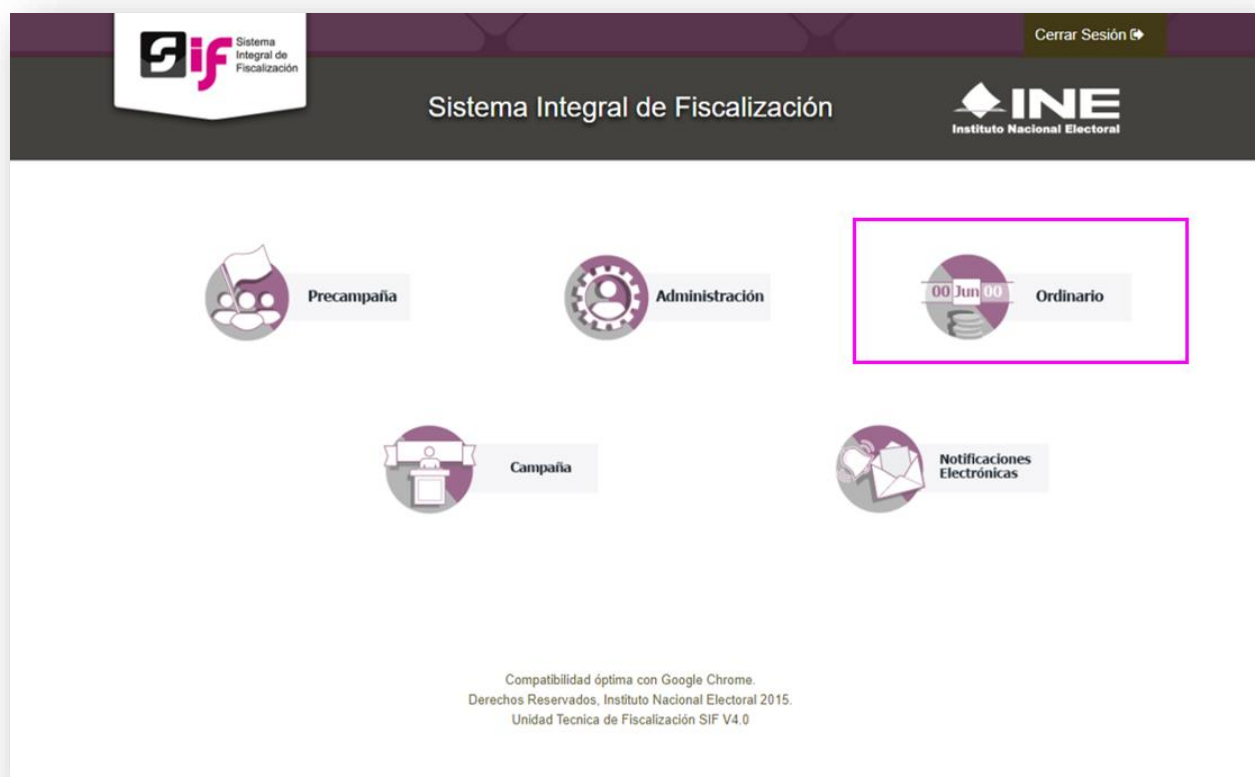 Cerrar Sesión
Sif
Sistema
Integral de
Fiscalización
Sistema Integral de Fiscalización
INE
Instituto Nacional Electoral
Precampaña
Administración
00 Jun 00
Ordinario
Campaña
Notificaciones
Electrónicas
Compatibilidad óptima con Google Chrome.
Derechos Reservados, Instituto Nacional Electoral 2015.
Unidad Tecnica de Fiscalización SIF V4.0